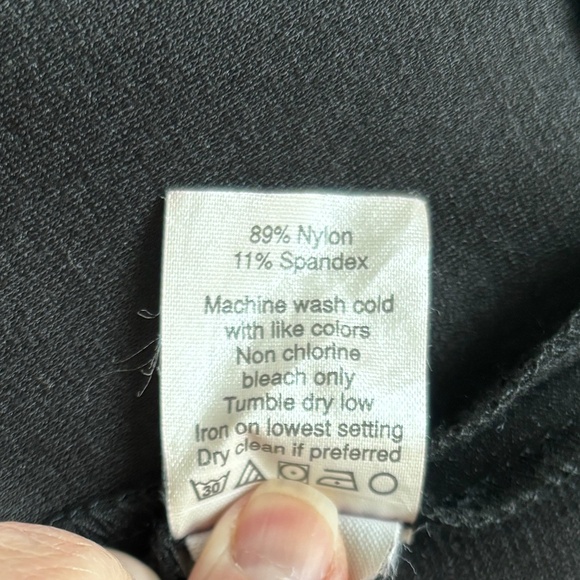 89% Nylon
11% Spandex
Machine wash cold
with like colors
Non chlorine
bleach only
Tumble dry low
Iron on lowest setting
Dry clean if preferred
30